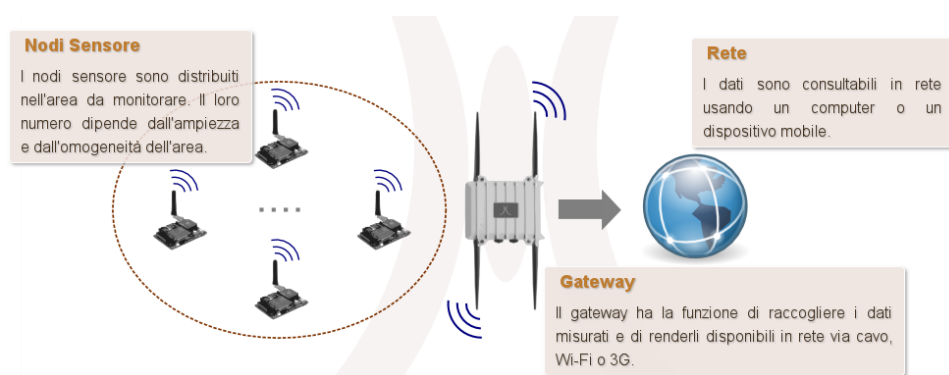 Nodi Sensore
I nodi sensore sono distribuiti
nell'area da monitorare. Il loro
numero dipende dall'ampiezza
e dall'omogeneitá dell'area.
Rete
I dati sono consultabili in rete
usando un computer o un
dispositivo mobile.
Gateway
Il gateway ha la funzione di raccogliere i dati
misurati e di renderli disponibili in rete via cavo,
Wi-Fi o 3G.